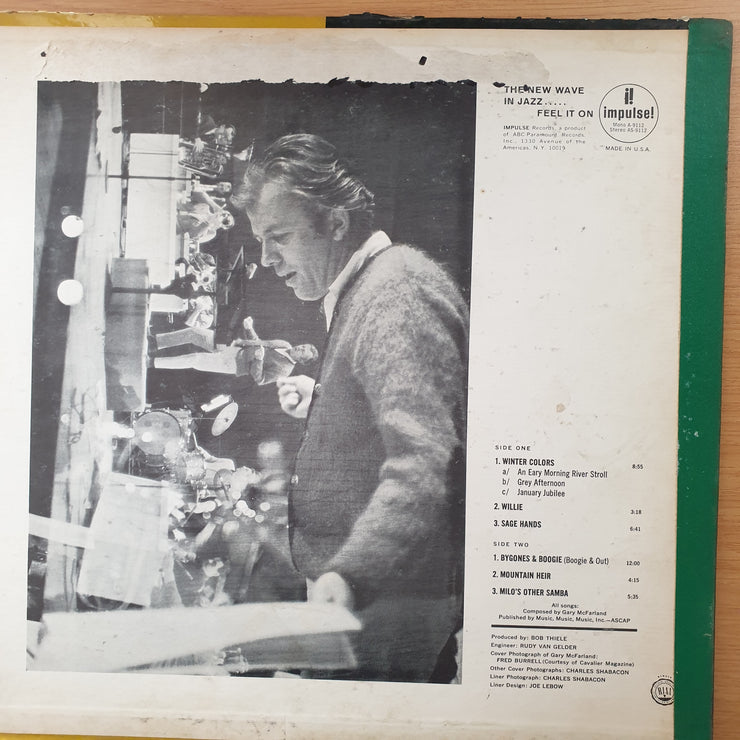 THE NEW WAVE
IN JAZZ.....
FEEL IT ON
impulse!
Mono A-9112
Stereo AS-9112
IMPULSE Records, a product
of ABC-Paramount Records,
Inc., 1330 Avenue of the
Americas, N.Y. 10019
MADE IN U.S.A.
SIDE ONE
1. WINTER COLORS 8:55
a/ An Eary Morning River Stroll
b/ Grey Afternoon
c/ January Jubilee
2. WILLIE 3:18
3. SAGE HANDS 6:41
SIDE TWO
1. BYGONES & BOOGIE (Boogie & Out) 12:00
2. MOUNTAIN HEIR 4:15
3. MILO'S OTHER SAMBA 5:35
All songs:
Composed by Gary McFarland
Published by Music, Music, Music, Inc.—ASCAP
Produced by: BOB THIELE
Engineer: RUDY VAN GELDER
Cover Photograph of Gary McFarland:
FRED BURRELL (Courtesy of Cavalier Magazine)
Other Cover Photographs: CHARLES SHABACON
Liner Photograph: CHARLES SHABACON
Liner Design: JOE LEBOW